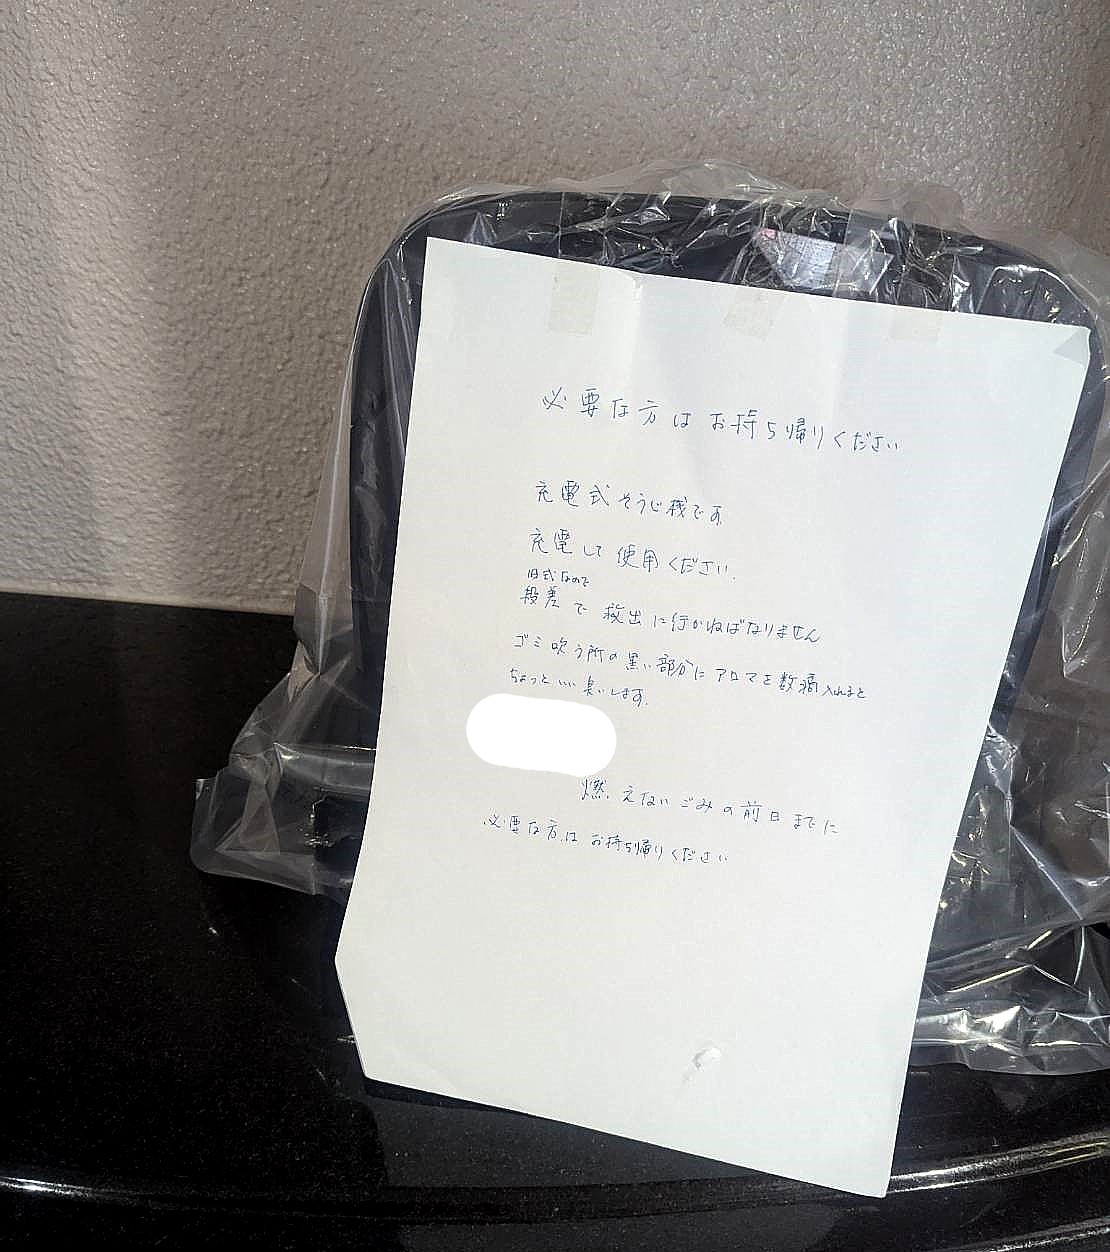 必要な方はお持ち帰りください
充電式そうじ機です
充電して使用ください.
旧式なので
段差で救出に行かねばなりません
ゴミ吹う所の黒い部分にアロマを数滴入れると
ちょっといい臭いします.
燃えないごみの前日までに
必要な方はお持ち帰りください